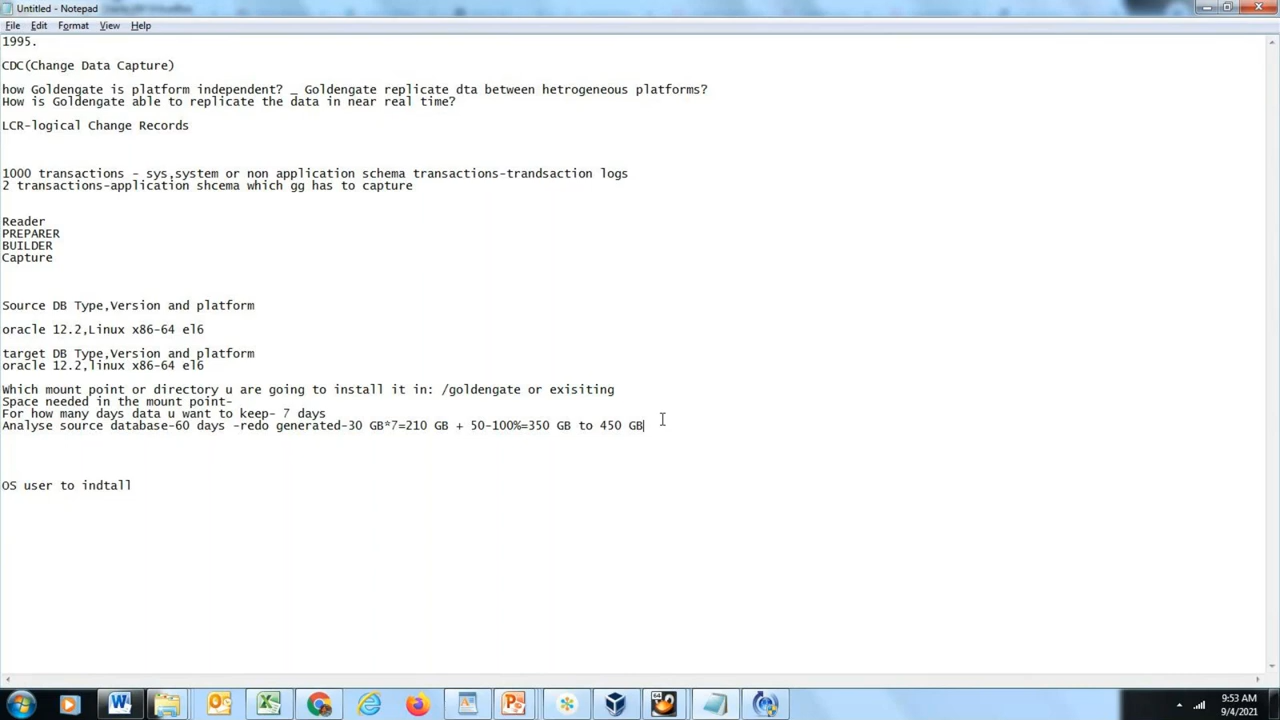 Untitled - Notepad
File Edit Format View Help
1995.
CDC(Change Data Capture)
how Goldengate is platform independent? _ Goldengate replicate dta between hetrogeneous platforms?
How is Goldengate able to replicate the data in near real time?
LCR-logical Change Records
1000 transactions - sys,system or non application schema transactions-trandsaction logs
2 transactions-application shcema which gg has to capture
Reader
PREPARER
BUILDER
Capture
Source DB Type,Version and platform
oracle 12.2,Linux x86-64 el6
target DB Type,Version and platform
oracle 12.2,linux x86-64 el6
Which mount point or directory u are going to install it in: /goldengate or exisiting
Space needed in the mount point-
For how many days data u want to keep- 7 days
Analyse source database-60 days -redo generated-30 GB*7=210 GB + 50-100%=350 GB to 450 GB
OS user to indtall
9:53 AM
9/4/2021